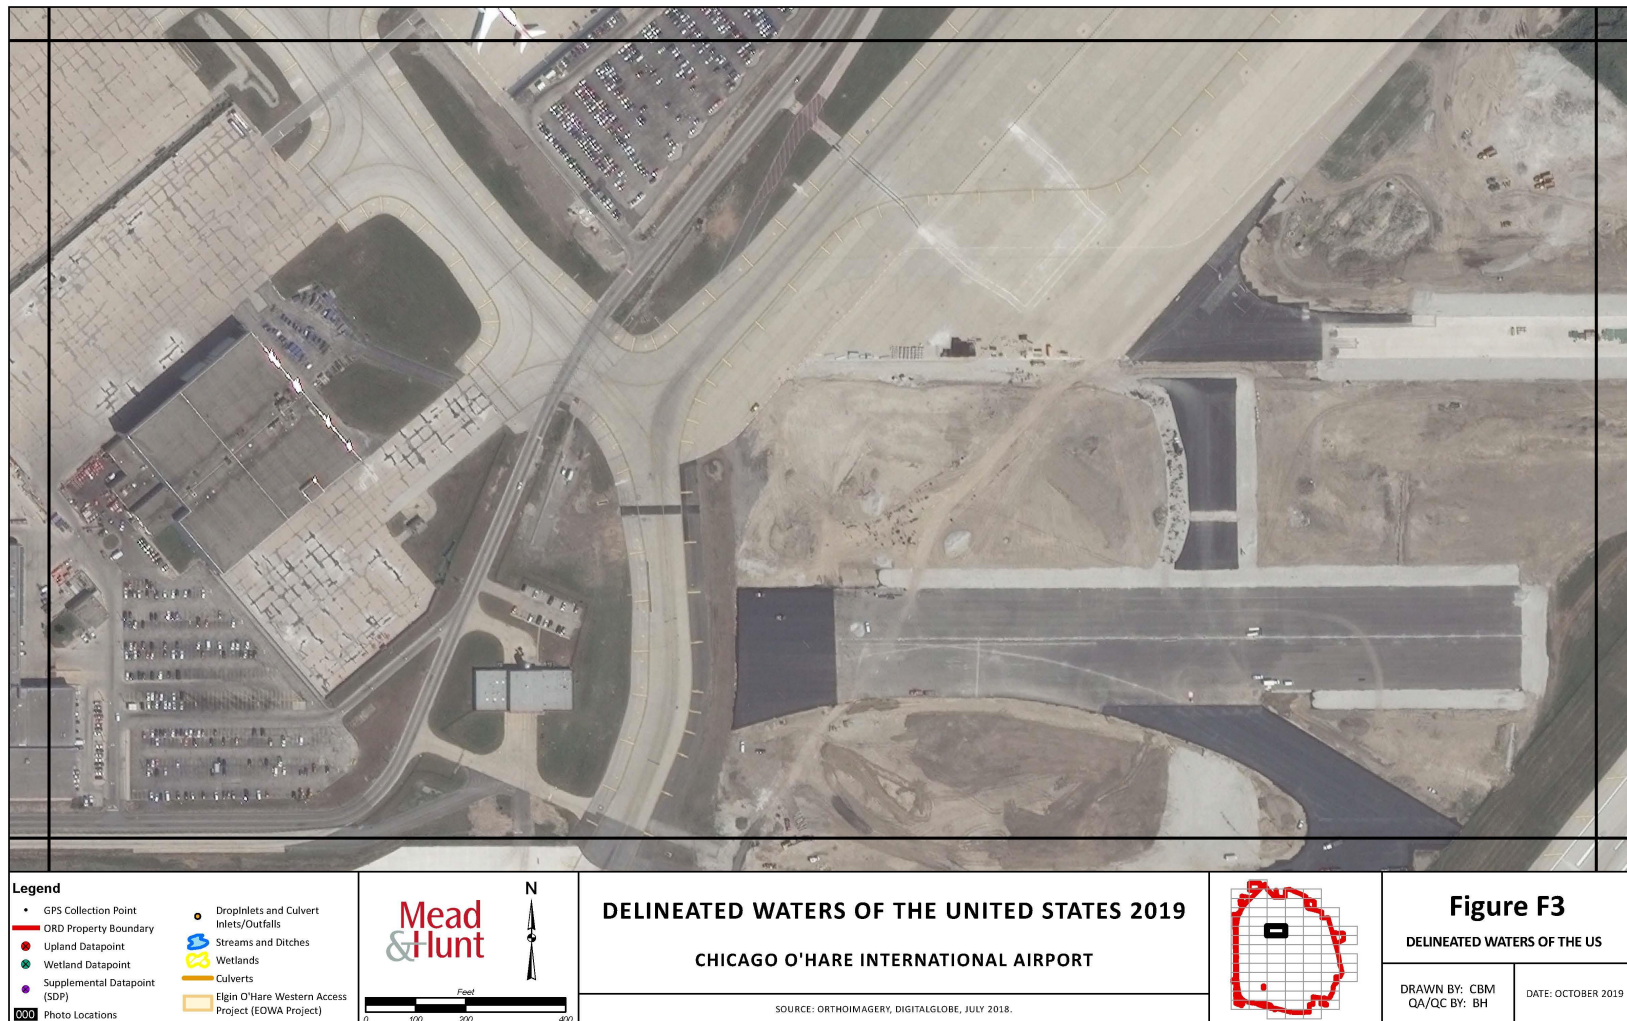 Legend
GPS Collection Point
ORD Property Boundary
Upland Datapoint
Wetland Datapoint
Supplemental Datapoint
(SDP)
000 Photo Locations
DropInlets and Culvert
Inlets/Outfalls
Streams and Ditches
Wetlands
Culverts
Elgin O'Hare Western Access
Project (EOWA Project)
Mead
&Hunt
N
Feet
0 100 200 400
DELINEATED WATERS OF THE UNITED STATES 2019
CHICAGO O'HARE INTERNATIONAL AIRPORT
SOURCE: ORTHOIMAGERY, DIGITALGLOBE, JULY 2018.
Figure F3
DELINEATED WATERS OF THE US
DRAWN BY: CBM
QA/QC BY: BH
DATE: OCTOBER 2019